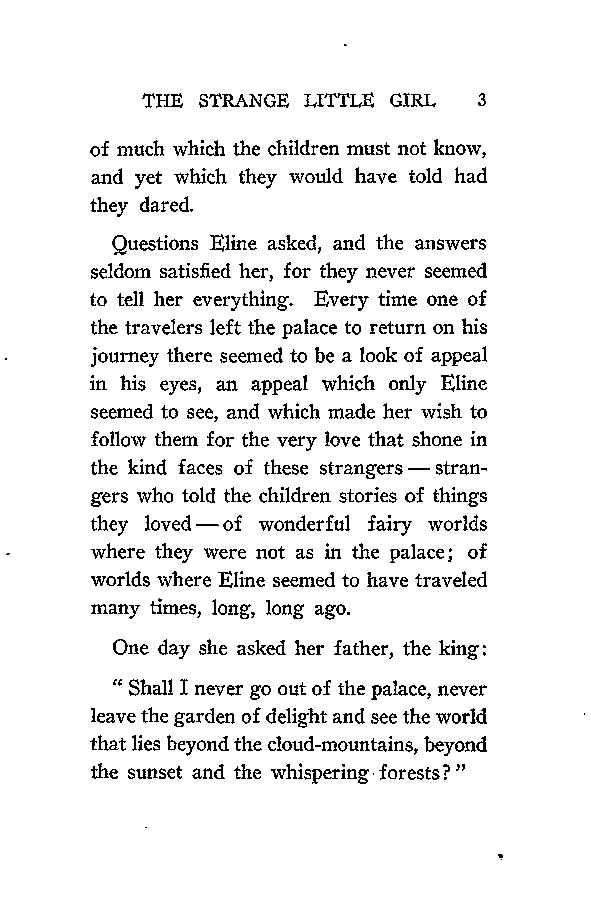 THE STRANGE LITTLE GIRL 3
of much which the children must not know,
and yet which they would have told had
they dared.
Questions Eline asked, and the answers
seldom satisfied her, for they never seemed
to tell her everything. Every time one of
the travelers left the palace to return on his
journey there seemed to be a look of appeal
in his eyes, an appeal which only Eline
seemed to see, and which made her wish to
follow them for the very love that shone in
the kind faces of these strangers — stran-
gers who told the children stories of things
they loved — of wonderful fairy worlds
where they were not as in the palace; of
worlds where Eline seemed to have traveled
many times, long, long ago.
One day she asked her father, the king:
“ Shall I never go out of the palace, never
leave the garden of delight and see the world
that lies beyond the cloud-mountains, beyond
the sunset and the whispering forests? ”